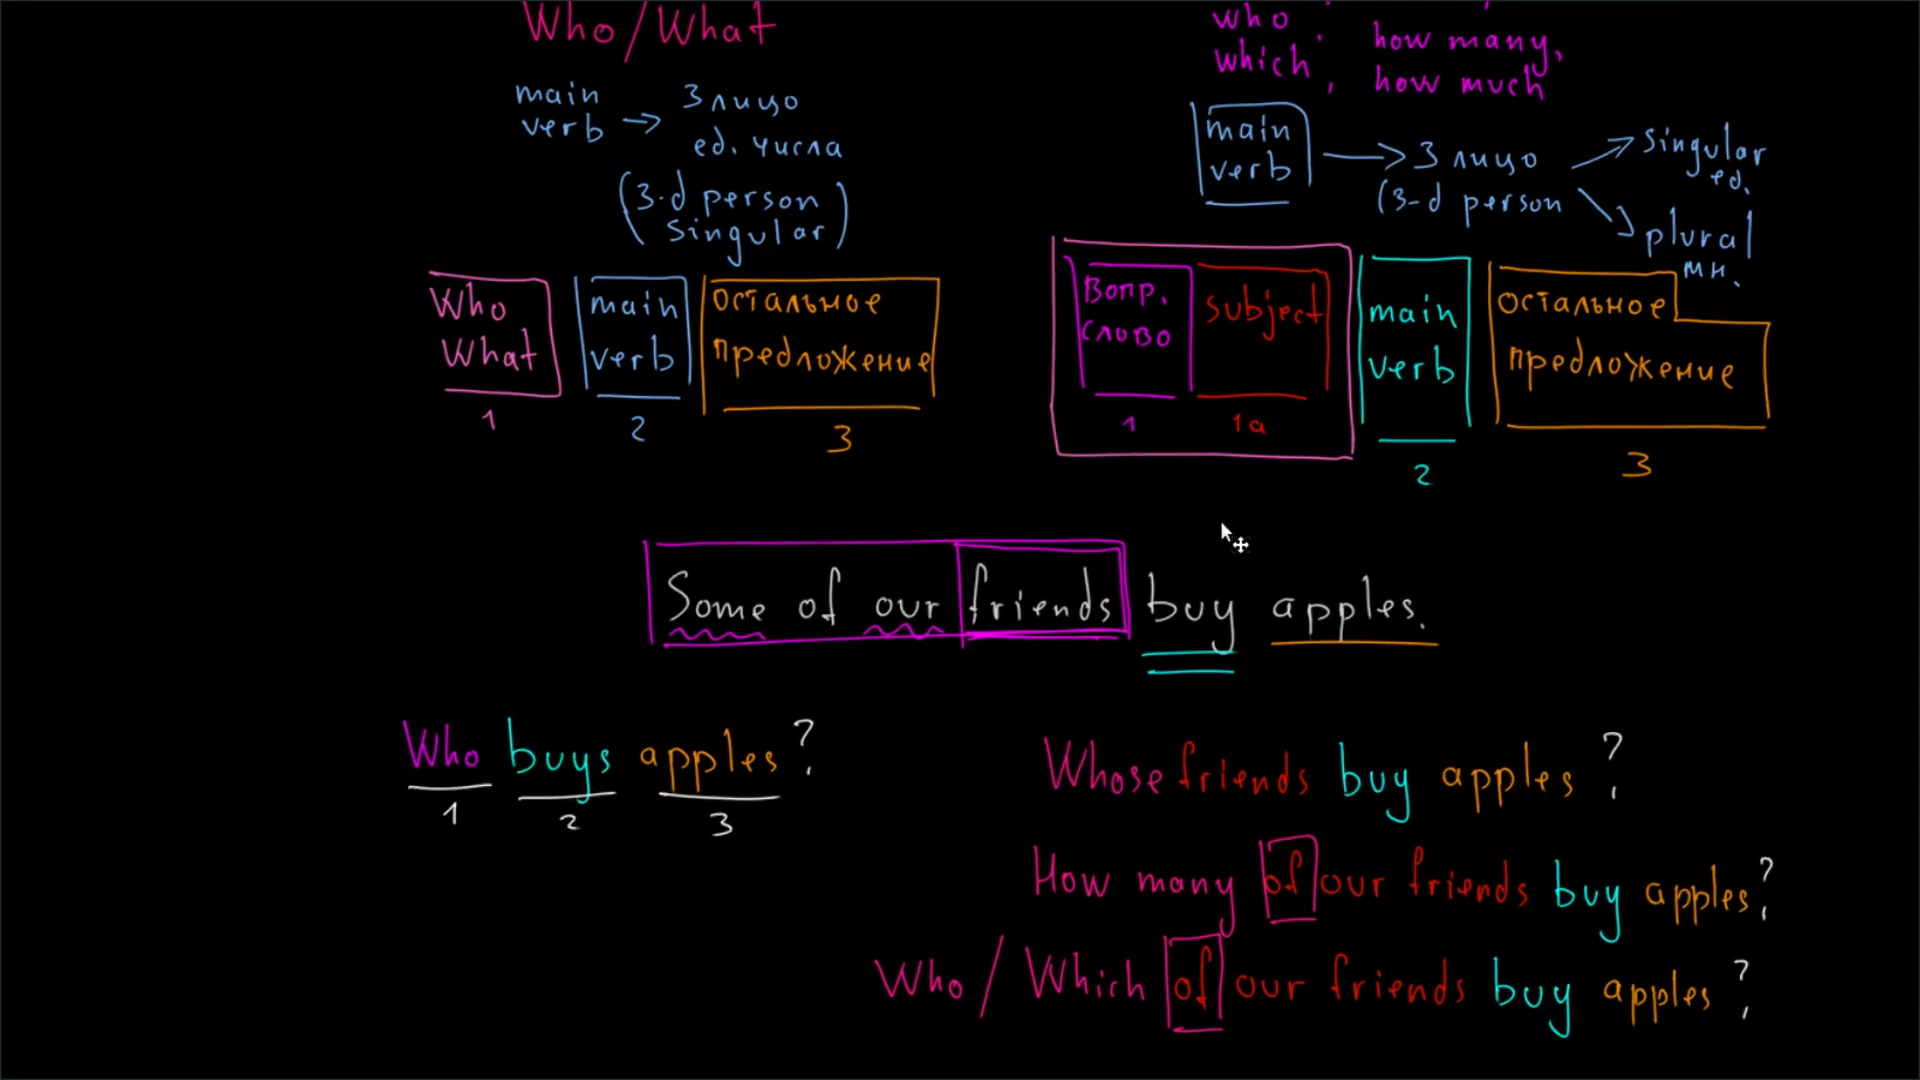 Who/What
main
verb → 3 лицо
ед. числа
(3-d person
singular)
Who
What
main
verb
остальное
предложение
1
2
3
who
which, how many,
how much
main
verb
3 лицо
(3-d person
singular
ед.
plural
мн.
Вопр.
слово
subject
main
verb
остальное
предложение
1
1a
2
3
Some of our friends buy apples.
Who buys apples?
1 2 3
Whose friends buy apples?
How many of our friends buy apples?
Who/Which of our friends buy apples?